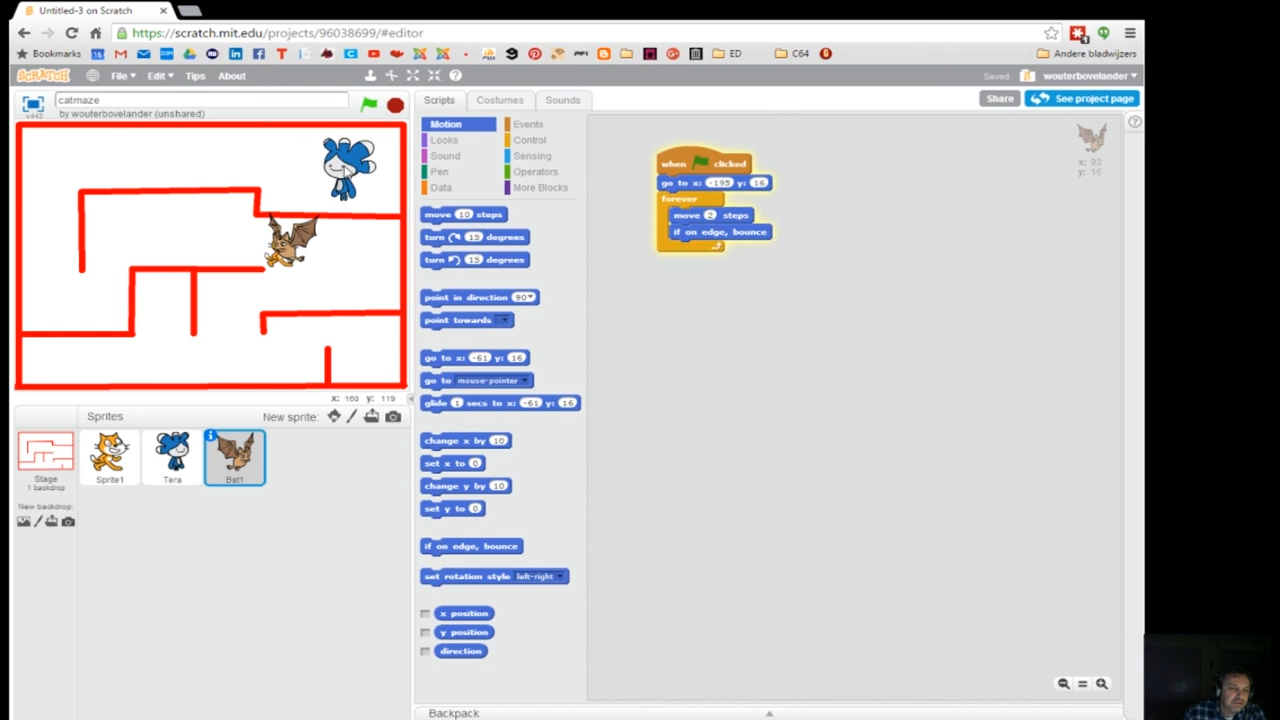 Untitled-3 on Scratch
https://scratch.mit.edu/projects/96038699/#editor
Bookmarks
ED
C64
Andere bladwijzers
SCRATCH
File
Edit
Tips
About
Saved
wouterbovelander
catmaze
by wouterbovelander (unshared)
v443
Scripts
Costumes
Sounds
Share
See project page
Motion
Events
Looks
Control
Sound
Sensing
Pen
Operators
Data
More Blocks
x: 92
y: 16
when clicked
go to x: -195 y: 16
forever
move 2 steps
if on edge, bounce
move 10 steps
turn 15 degrees
turn 15 degrees
point in direction 90
point towards
go to x: -61 y: 16
go to mouse-pointer
glide 1 secs to x: -61 y: 16
change x by 10
set x to 0
change y by 10
set y to 0
if on edge, bounce
set rotation style left-right
x position
y position
direction
x: 160 y: 119
Sprites
New sprite:
Stage
1 backdrop
Sprite1
Tera
Bat1
New backdrop:
Backpack